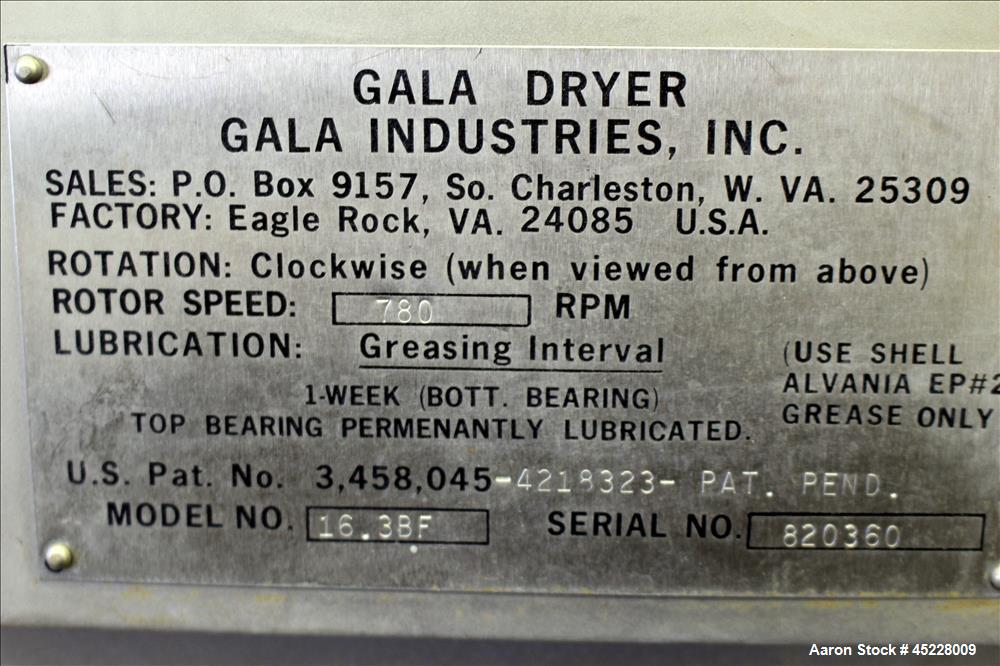 GALA DRYER
GALA INDUSTRIES, INC.
SALES: P.O. Box 9157, So. Charleston, W. VA. 25309
FACTORY: Eagle Rock, VA. 24085 U.S.A.
ROTATION: Clockwise (when viewed from above)
ROTOR SPEED: 780 RPM
LUBRICATION: Greasing Interval
1-WEEK (BOTT. BEARING)
TOP BEARING PERMENANTLY LUBRICATED.
(USE SHELL
ALVANIA EP#2
GREASE ONLY
U.S. Pat. No. 3,458,045-4218323- PAT. PEND.
MODEL NO. 16.3BF SERIAL NO. 820360
Aaron Stock # 45228009